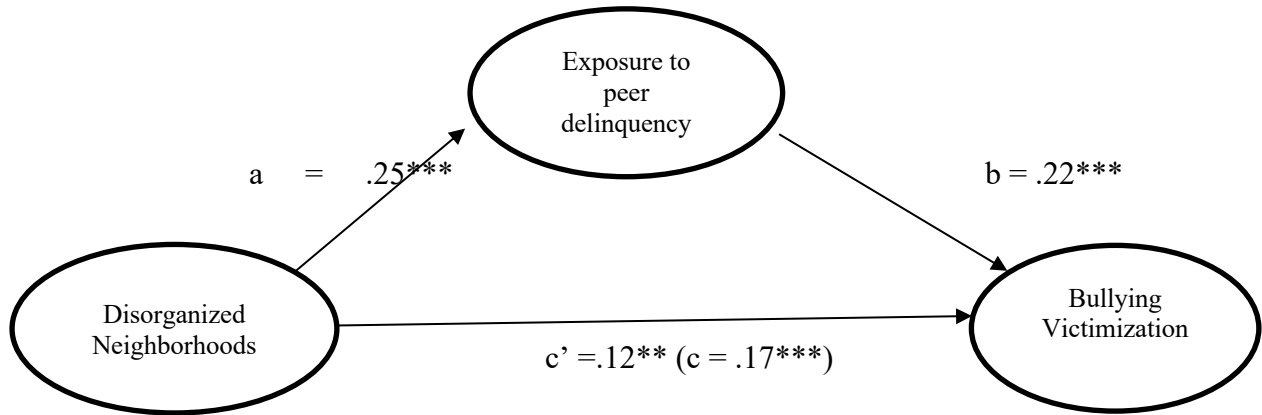 Exposure to
peer
delinquency
a = .25***
b = .22***
Disorganized
Neighborhoods
Bullying
Victimization
c’ =.12** (c = .17***)